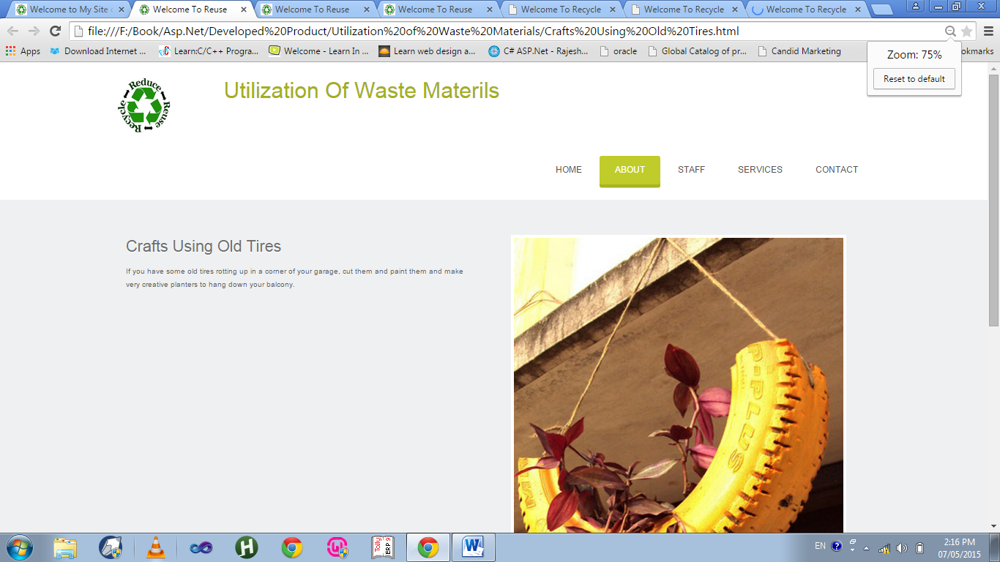 Welcome to My Site
Welcome To Reuse
Welcome To Reuse
Welcome To Reuse
Welcome To Recycle
Welcome To Recycle
Welcome To Recycle
file:///F:/Book/Asp.Net/Developed%20Product/Utilization%20of%20Waste%20Materials/Crafts%20Using%20Old%20Tires.html
Apps
Download Internet ...
Learn:C/C++ Progra...
Welcome - Learn In ...
Learn web design a...
C# ASP.Net - Rajesh...
oracle
Global Catalog of pr...
Candid Marketing
okmarks
Zoom: 75%
Reset to default
Reduce
Reuse
Recycle
Utilization Of Waste Materils
HOME
ABOUT
STAFF
SERVICES
CONTACT
Crafts Using Old Tires
If you have some old tires rotting up in a corner of your garage, cut them and paint them and make
very creative planters to hang down your balcony.
P-PLUS
Tally
ERP 9
EN
2:16 PM
07/05/2015